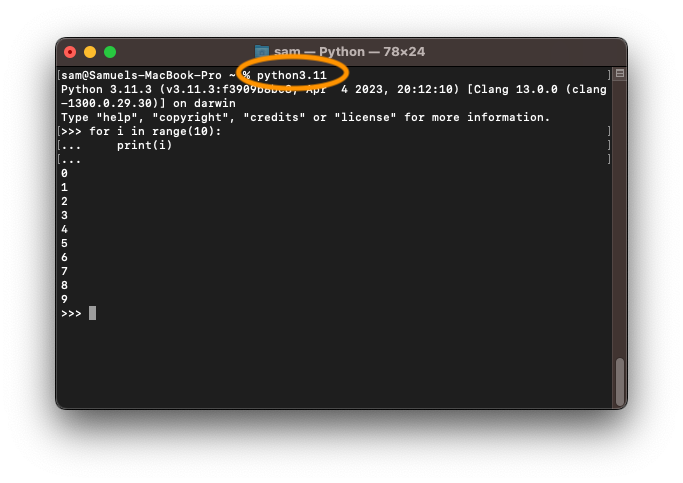 sam — Python — 78×24
[sam@Samuels-MacBook-Pro ~ % python3.11 ]
Python 3.11.3 (v3.11.3:f3909b8bc8, Apr  4 2023, 20:12:10) [Clang 13.0.0 (clang
-1300.0.29.30)] on darwin
Type "help", "copyright", "credits" or "license" for more information.
[>>> for i in range(10): ]
[...     print(i) ]
[... ]
0
1
2
3
4
5
6
7
8
9
>>>